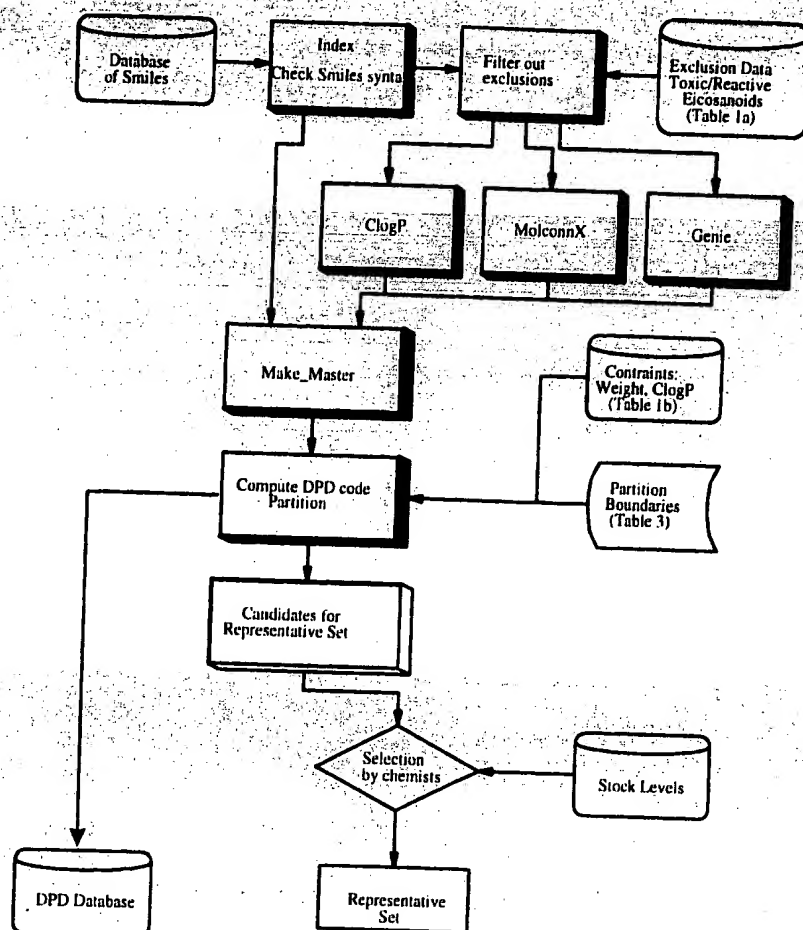 Database
of Smiles
Index
Check Smiles syntax
Filter out
exclusions
Exclusion Data
Toxic/Reactive
Eicosanoids
(Table 1a)
ClogP
MolconnX
Genie
Make_Master
Contraints:
Weight, ClogP
(Table 1b)
Compute DPD code
Partition
Partition
Boundaries
(Table 3)
Candidates for
Representative Set
Selection
by chemists
Stock Levels
DPD Database
Representative
Set